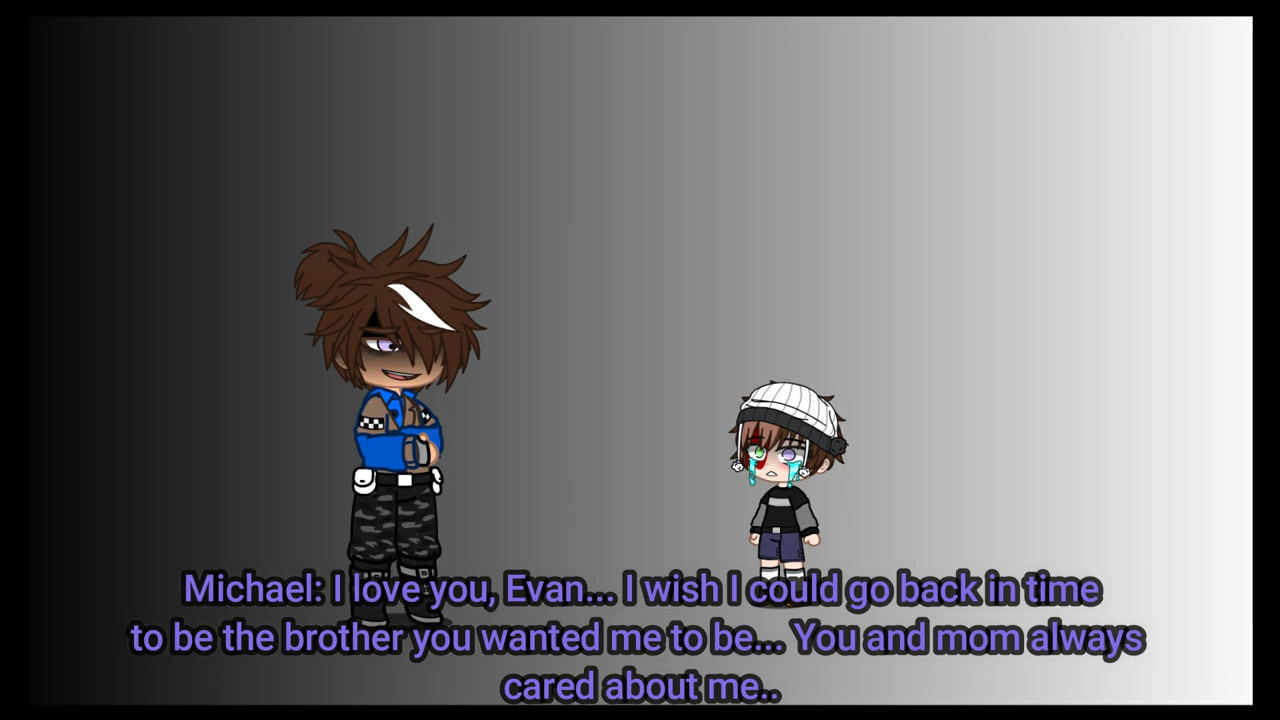 Michael: I love you, Evan... I wish I could go back in time
to be the brother you wanted me to be... You and mom always
cared about me..